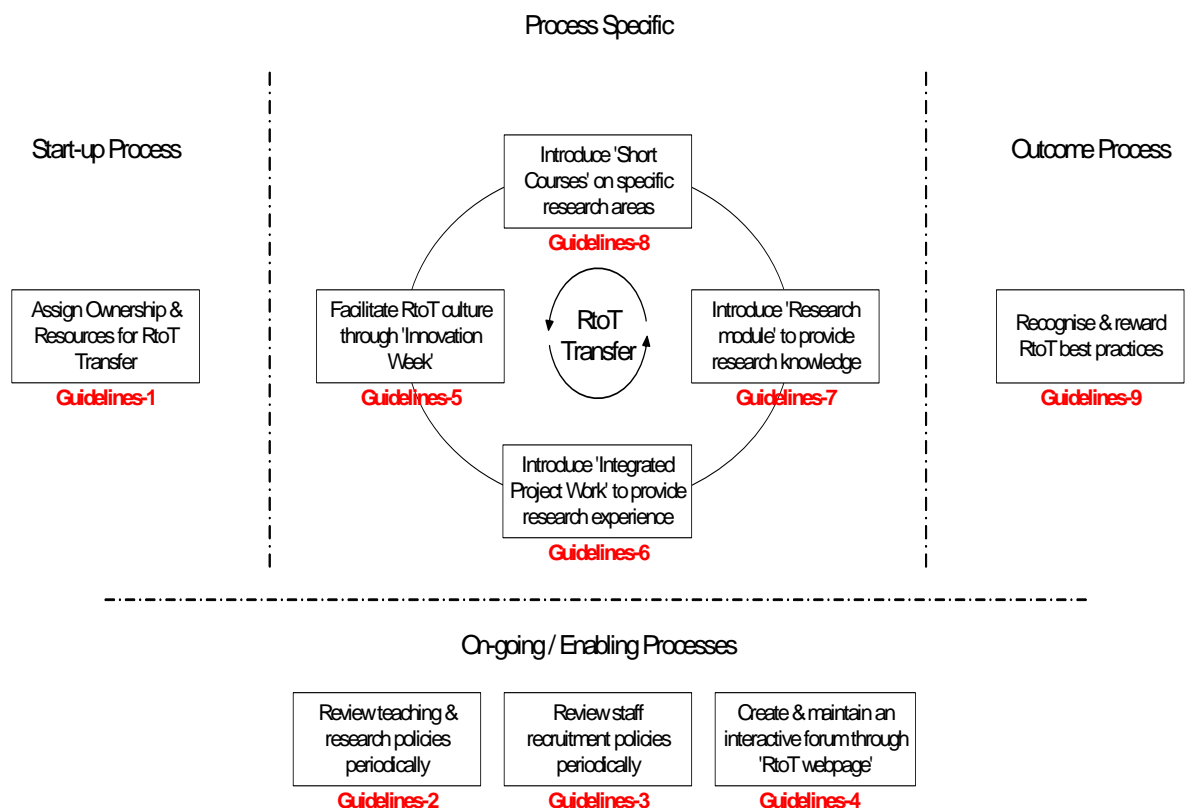 Process Specific
Start-up Process
Assign Ownership &
Resources for RtoT
Transfer
Guidelines-1
Introduce 'Short
Courses' on specific
research areas
Guidelines-8
Facilitate RtoT culture
through 'Innovation
Week'
Guidelines-5
RtoT
Transfer
Introduce 'Research
module' to provide
research knowledge
Guidelines-7
Introduce 'Integrated
Project Work' to provide
research experience
Guidelines-6
Outcome Process
Recognise & reward
RtoT best practices
Guidelines-9
On-going / Enabling Processes
Review teaching &
research policies
periodically
Guidelines-2
Review staff
recruitment policies
periodically
Guidelines-3
Create & maintain an
interactive forum through
'RtoT webpage'
Guidelines-4